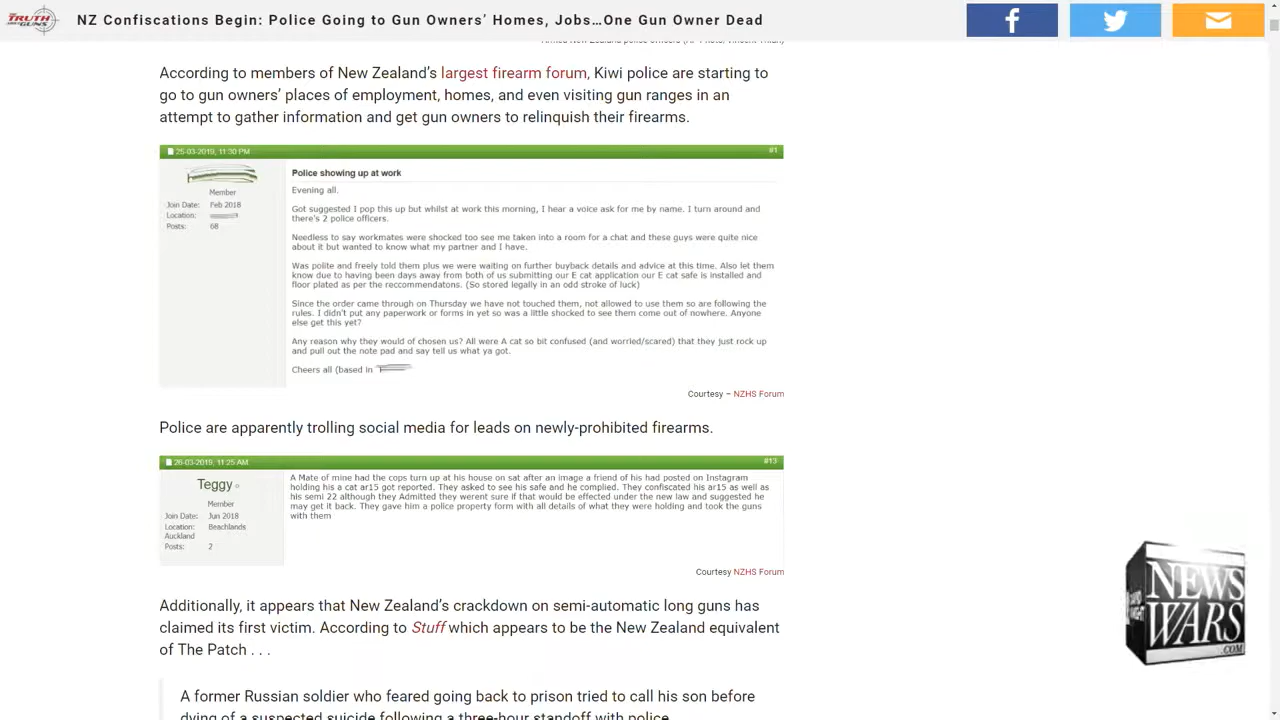 THE TRUTH ABOUT GUNS
NZ Confiscations Begin: Police Going to Gun Owners’ Homes, Jobs…One Gun Owner Dead
According to members of New Zealand’s largest firearm forum, Kiwi police are starting to
go to gun owners’ places of employment, homes, and even visiting gun ranges in an
attempt to gather information and get gun owners to relinquish their firearms.
25-03-2019, 11:30 PM #1
Member
Join Date: Feb 2018
Location:
Posts: 68
Police showing up at work
Evening all.
Got suggested I pop this up but whilst at work this morning, I hear a voice ask for me by name. I turn around and
there's 2 police officers.
Needless to say workmates were shocked too see me taken into a room for a chat and these guys were quite nice
about it but wanted to know what my partner and I have.
Was polite and freely told them plus we were waiting on further buyback details and advice at this time. Also let them
know due to having been days away from both of us submitting our E cat application our E cat safe is installed and
floor plated as per the reccommendatons. (So stored legally in an odd stroke of luck)
Since the order came through on Thursday we have not touched them, not allowed to use them so are following the
rules. I didn't put any paperwork or forms in yet so was a little shocked to see them come out of nowhere. Anyone
else get this yet?
Any reason why they would of chosen us? All were A cat so bit confused (and worried/scared) that they just rock up
and pull out the note pad and say tell us what ya got.
Cheers all (based in
Courtesy – NZHS Forum
Police are apparently trolling social media for leads on newly-prohibited firearms.
26-03-2019, 11:25 AM #13
Teggy
Member
Join Date: Jun 2018
Location: Beachlands
Auckland
Posts: 2
A Mate of mine had the cops turn up at his house on sat after an image a friend of his had posted on Instagram
holding his a cat ar15 got reported. They asked to see his safe and he complied. They confiscated his ar15 as well as
his semi 22 although they Admitted they werent sure if that would be effected under the new law and suggested he
may get it back. They gave him a police property form with all details of what they were holding and took the guns
with them
Courtesy NZHS Forum
Additionally, it appears that New Zealand’s crackdown on semi-automatic long guns has
claimed its first victim. According to Stuff which appears to be the New Zealand equivalent
of The Patch . . .
A former Russian soldier who feared going back to prison tried to call his son before
dying of a suspected suicide following a three-hour standoff with police.
NEWS
WARS
.COM